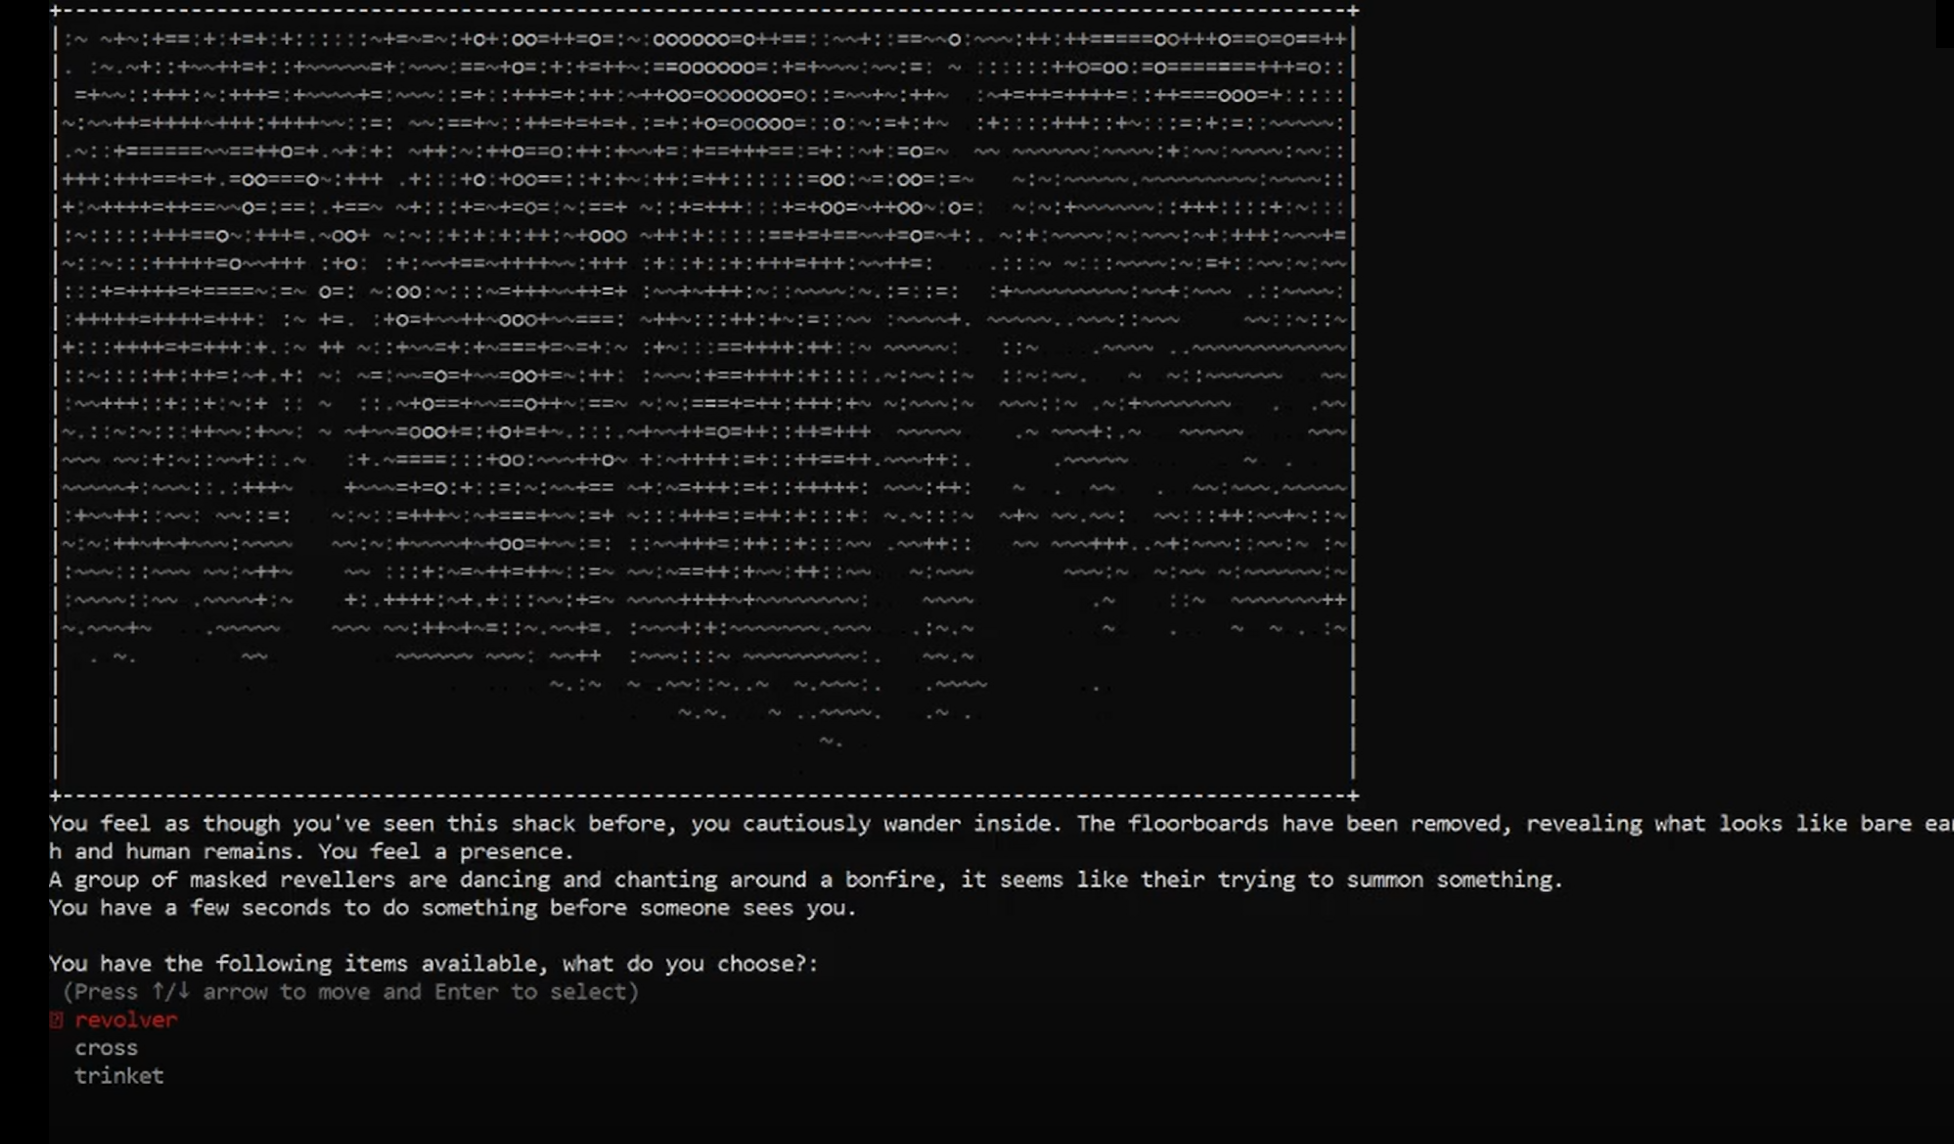 You feel as though you've seen this shack before, you cautiously wander inside. The floorboards have been removed, revealing what looks like bare ear
h and human remains. You feel a presence.
A group of masked revellers are dancing and chanting around a bonfire, it seems like their trying to summon something.
You have a few seconds to do something before someone sees you.
You have the following items available, what do you choose?:
(Press ↑/↓ arrow to move and Enter to select)
revolver
cross
trinket